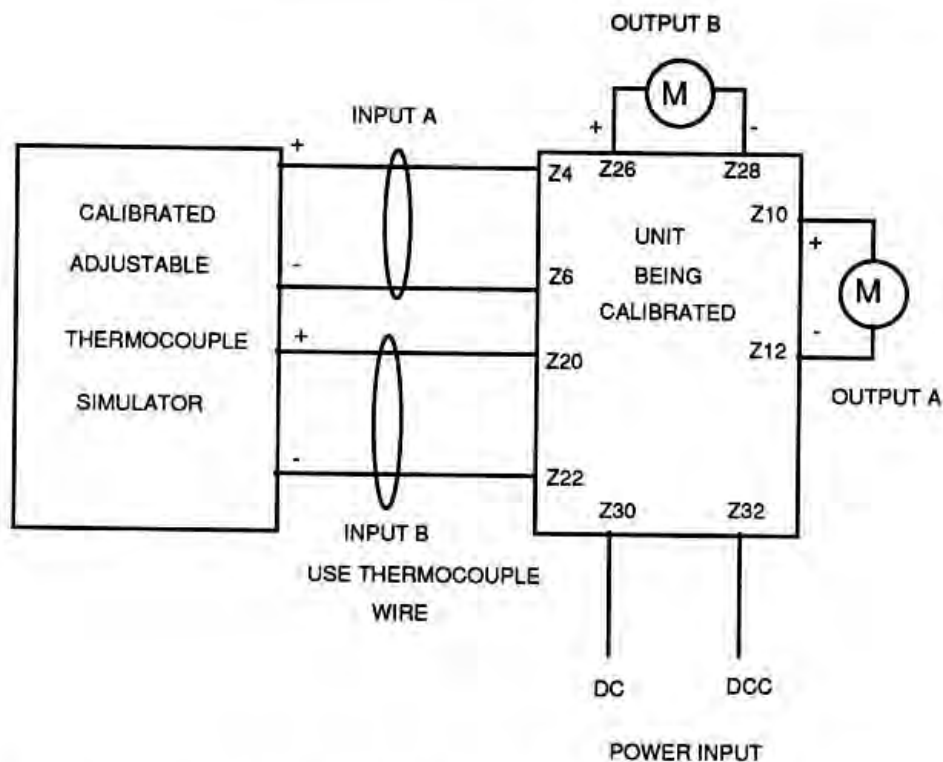 OUTPUT B
M
INPUT A
+ -
+
Z4 Z26 Z28
Z10
CALIBRATED
UNIT
+
ADJUSTABLE
-
Z6
BEING
M
CALIBRATED
THERMOCOUPLE
+
Z20
-
Z12
SIMULATOR
OUTPUT A
-
Z22
Z30 Z32
INPUT B
USE THERMOCOUPLE
WIRE
DC DCC
POWER INPUT